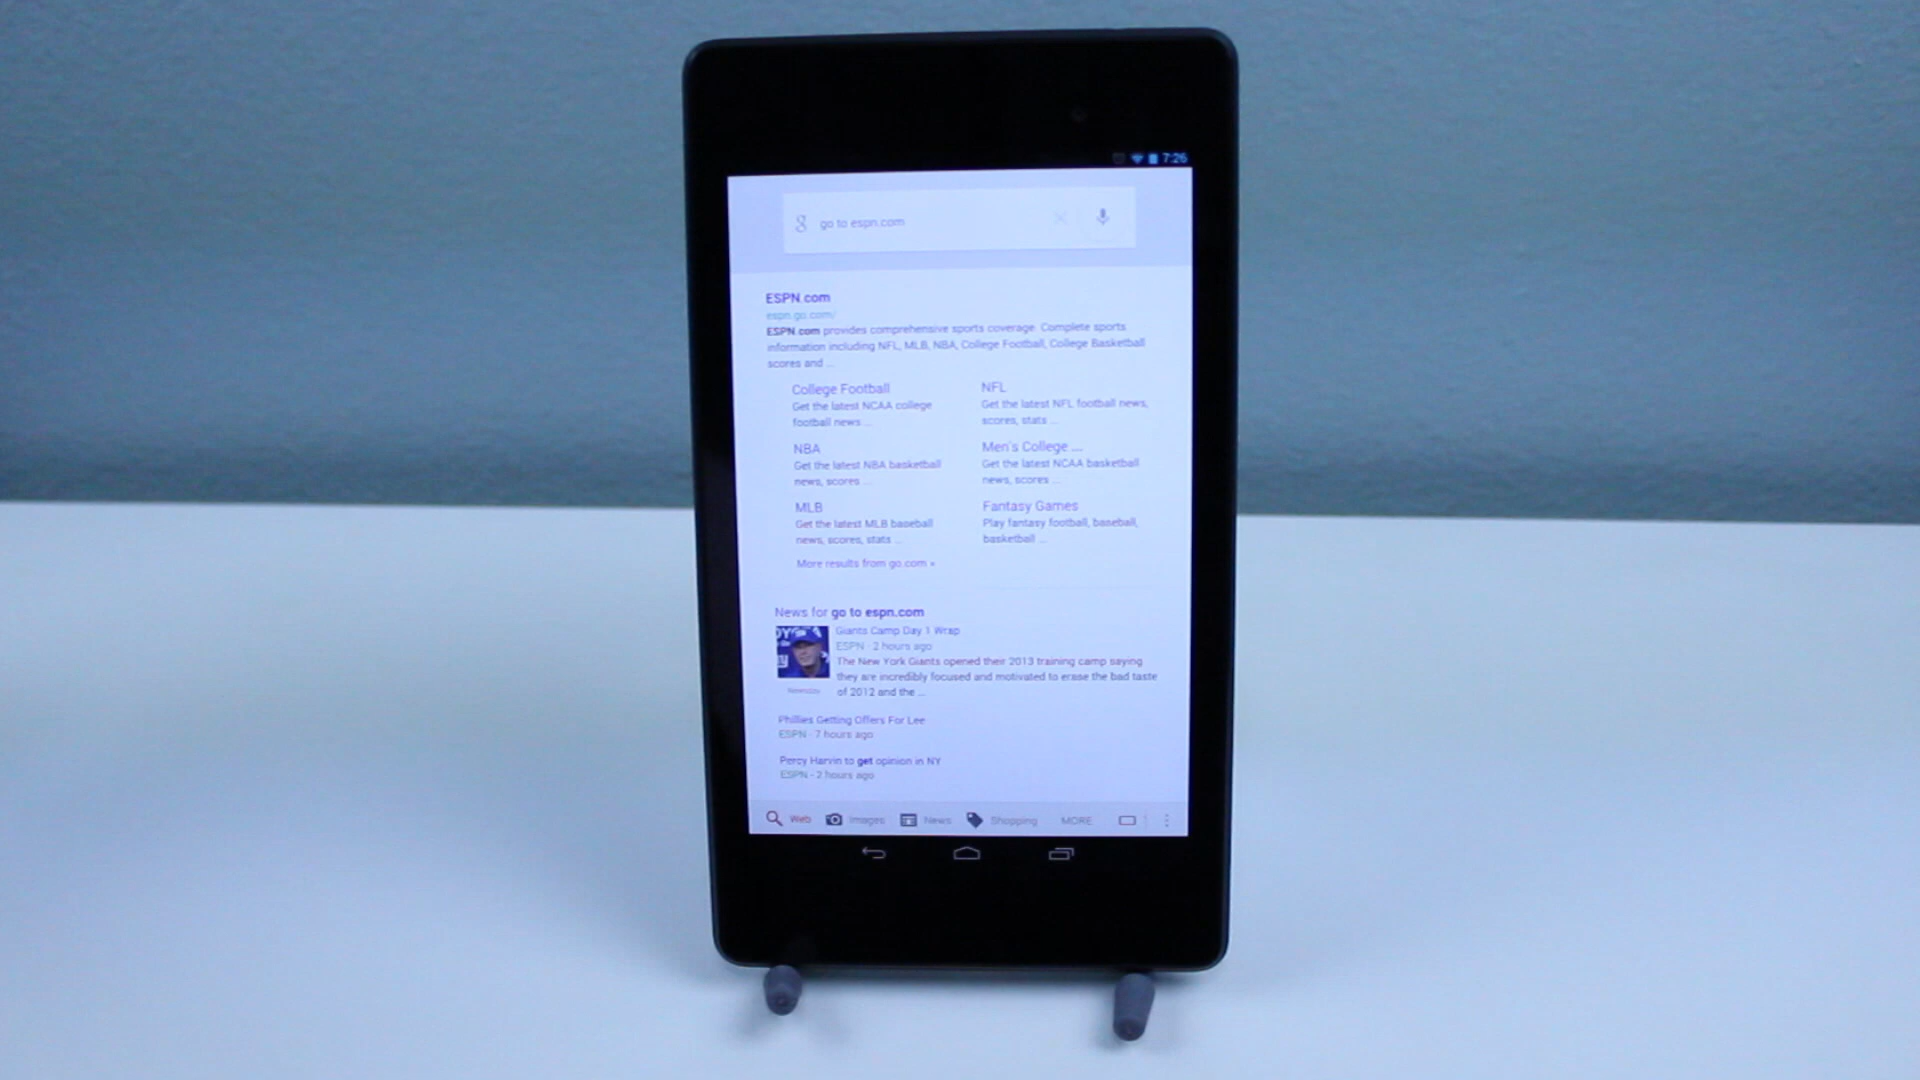 7:26
go to espn.com
ESPN.com
espn.go.com/
ESPN.com provides comprehensive sports coverage. Complete sports
information including NFL, MLB, NBA, College Football, College Basketball
scores and ...
College Football
Get the latest NCAA college
football news ...
NFL
Get the latest NFL football news,
scores, stats ...
NBA
Get the latest NBA basketball
news, scores ...
Men's College ...
Get the latest NCAA basketball
news, scores ...
MLB
Get the latest MLB baseball
news, scores, stats ...
Fantasy Games
Play fantasy football, baseball,
basketball ...
More results from go.com »
News for go to espn.com
Giants Camp Day 1 Wrap
ESPN - 2 hours ago
The New York Giants opened their 2013 training camp saying
they are incredibly focused and motivated to erase the bad taste
of 2012 and the ...
Newsday
Phillies Getting Offers For Lee
ESPN - 7 hours ago
Percy Harvin to get opinion in NY
ESPN - 2 hours ago
Web Images News Shopping MORE